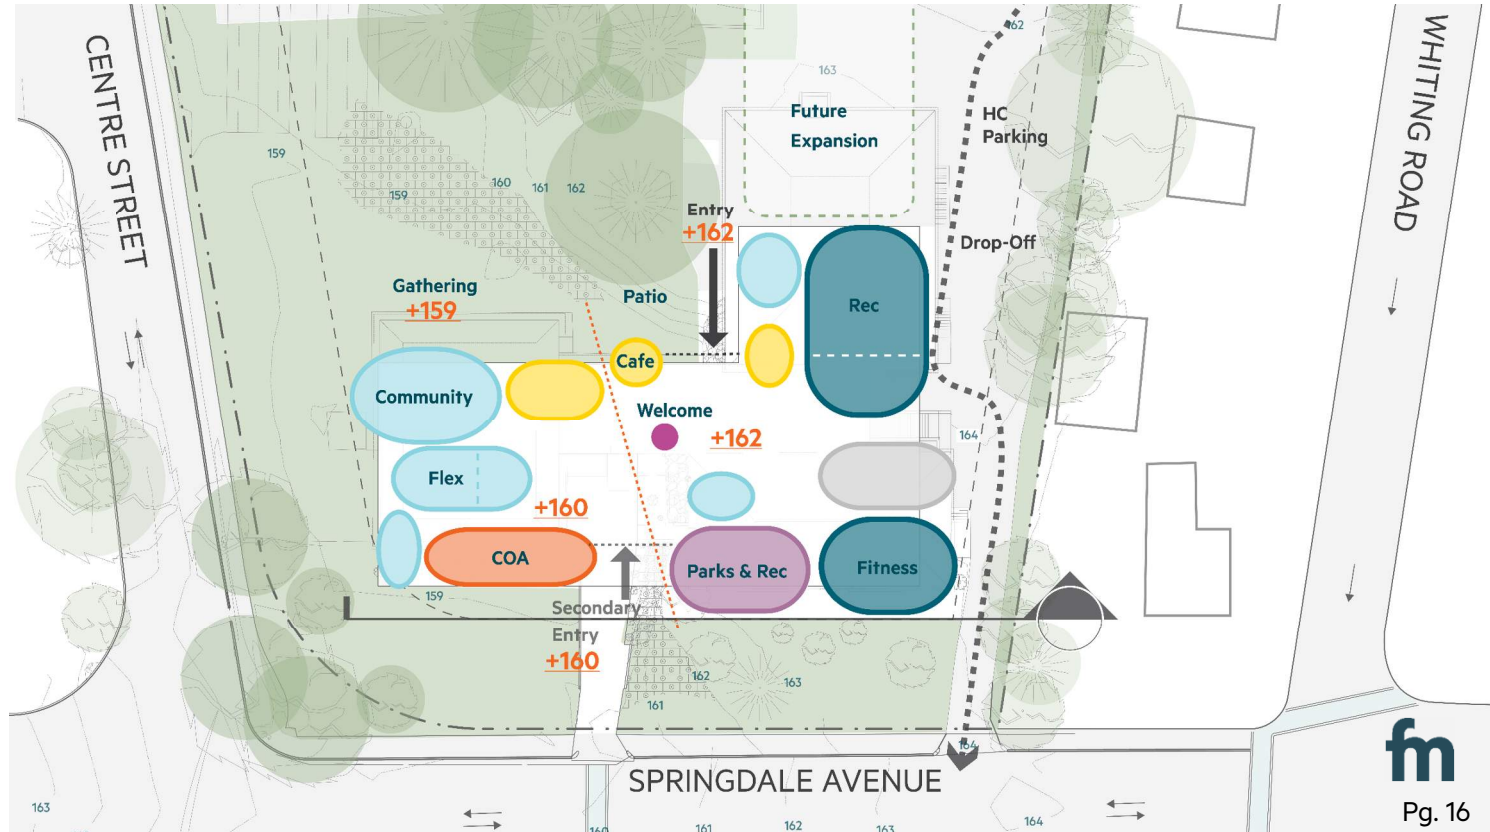 162
CENTRE STREET
WHITING ROAD
163
Future
Expansion
HC
Parking
159
160
161
162
159
Entry
+162
Drop-Off
Gathering
+159
Patio
Rec
Cafe
Community
Welcome
+162
164
Flex
+160
COA
Parks & Rec
Fitness
159
Secondary
Entry
+160
162
163
161
164
SPRINGDALE AVENUE
fm
Pg. 16
163
160
161
162
163
164